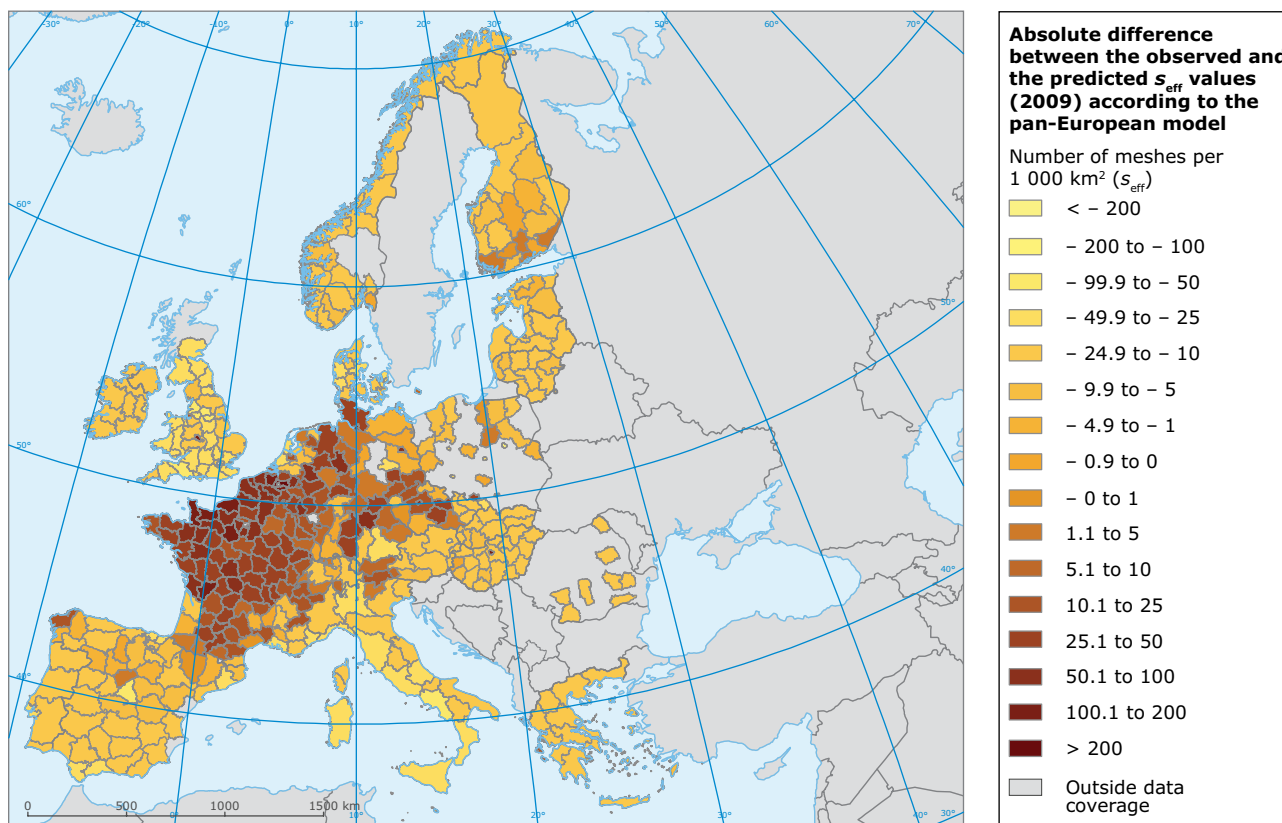 -30°
-20°
-10°
0°
10°
20°
30°
40°
50°
60°
70°
60°
50°
50°
40°
40°
0
500
1000
1500 km
0°
10°
20°
30°
40°
Absolute difference
between the observed and
the predicted seff values
(2009) according to the
pan-European model
Number of meshes per
1 000 km² (seff)
< – 200
– 200 to – 100
– 99.9 to – 50
– 49.9 to – 25
– 24.9 to – 10
– 9.9 to – 5
– 4.9 to – 1
– 0.9 to 0
– 0 to 1
1.1 to 5
5.1 to 10
10.1 to 25
25.1 to 50
50.1 to 100
100.1 to 200
> 200
Outside data
coverage